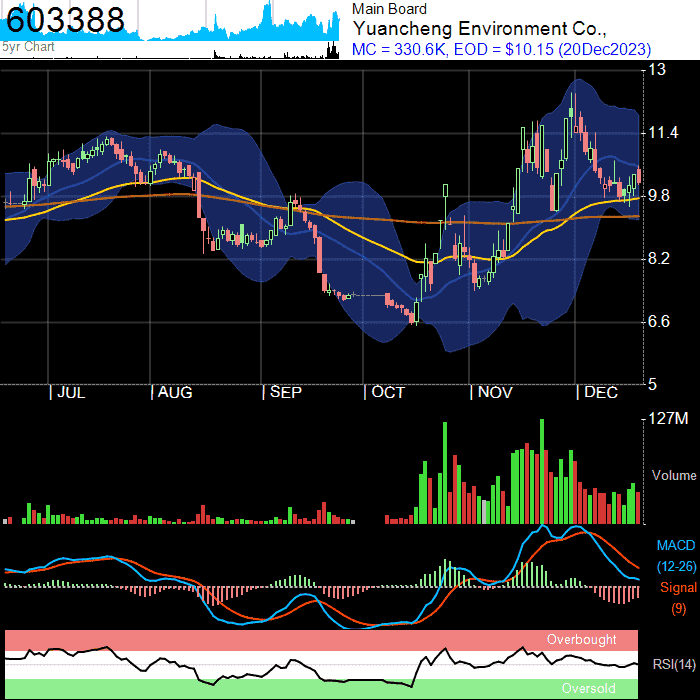 603388
5yr Chart
Main Board
Yuancheng Environment Co.,
MC = 330.6K, EOD = $10.15 (20Dec2023)
13
11.4
9.8
8.2
6.6
5
| JUL | AUG | SEP | OCT | NOV | DEC
127M
Volume
MACD
(12-26)
Signal
(9)
Overbought
RSI(14)
Oversold